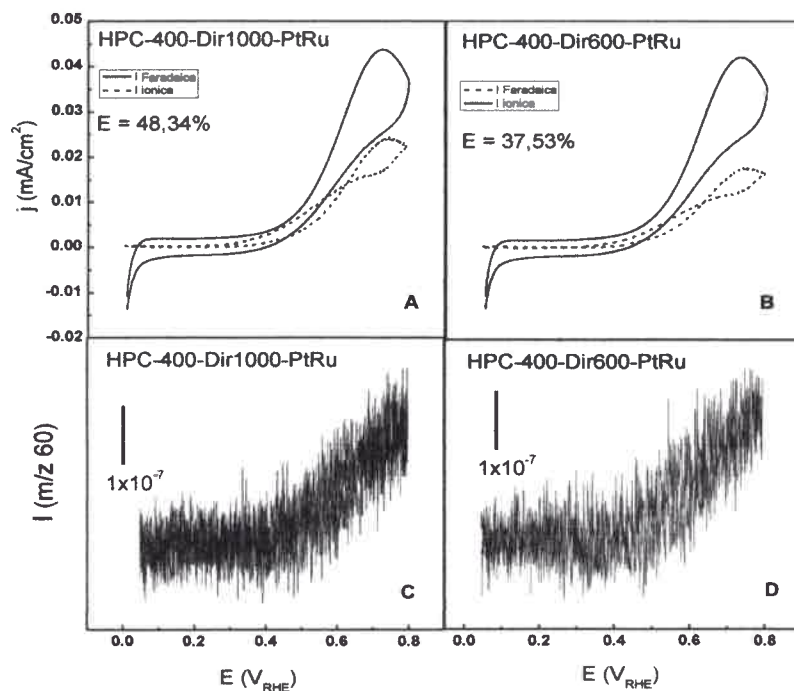 HPC-400-Dir1000-PtRu
I Faradaica
I ionica
E = 48,34%
A
HPC-400-Dir600-PtRu
I Faradaica
I ionica
E = 37,53%
B
j (mA/cm²)
0.05
0.04
0.03
0.02
0.01
0.00
-0.01
-0.02
HPC-400-Dir1000-PtRu
1x10⁻⁷
C
HPC-400-Dir600-PtRu
1x10⁻⁷
D
I (m/z 60)
0.0 0.2 0.4 0.6 0.8
0.0 0.2 0.4 0.6 0.8
E (V_RHE)
E (V_RHE)